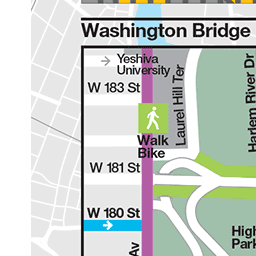 Washington Bridge
Yeshiva
University
W 183 St
Laurel Hill Ter
Harlem River Dr
Walk
Bike
W 181 St
W 180 St
High
Park
Av